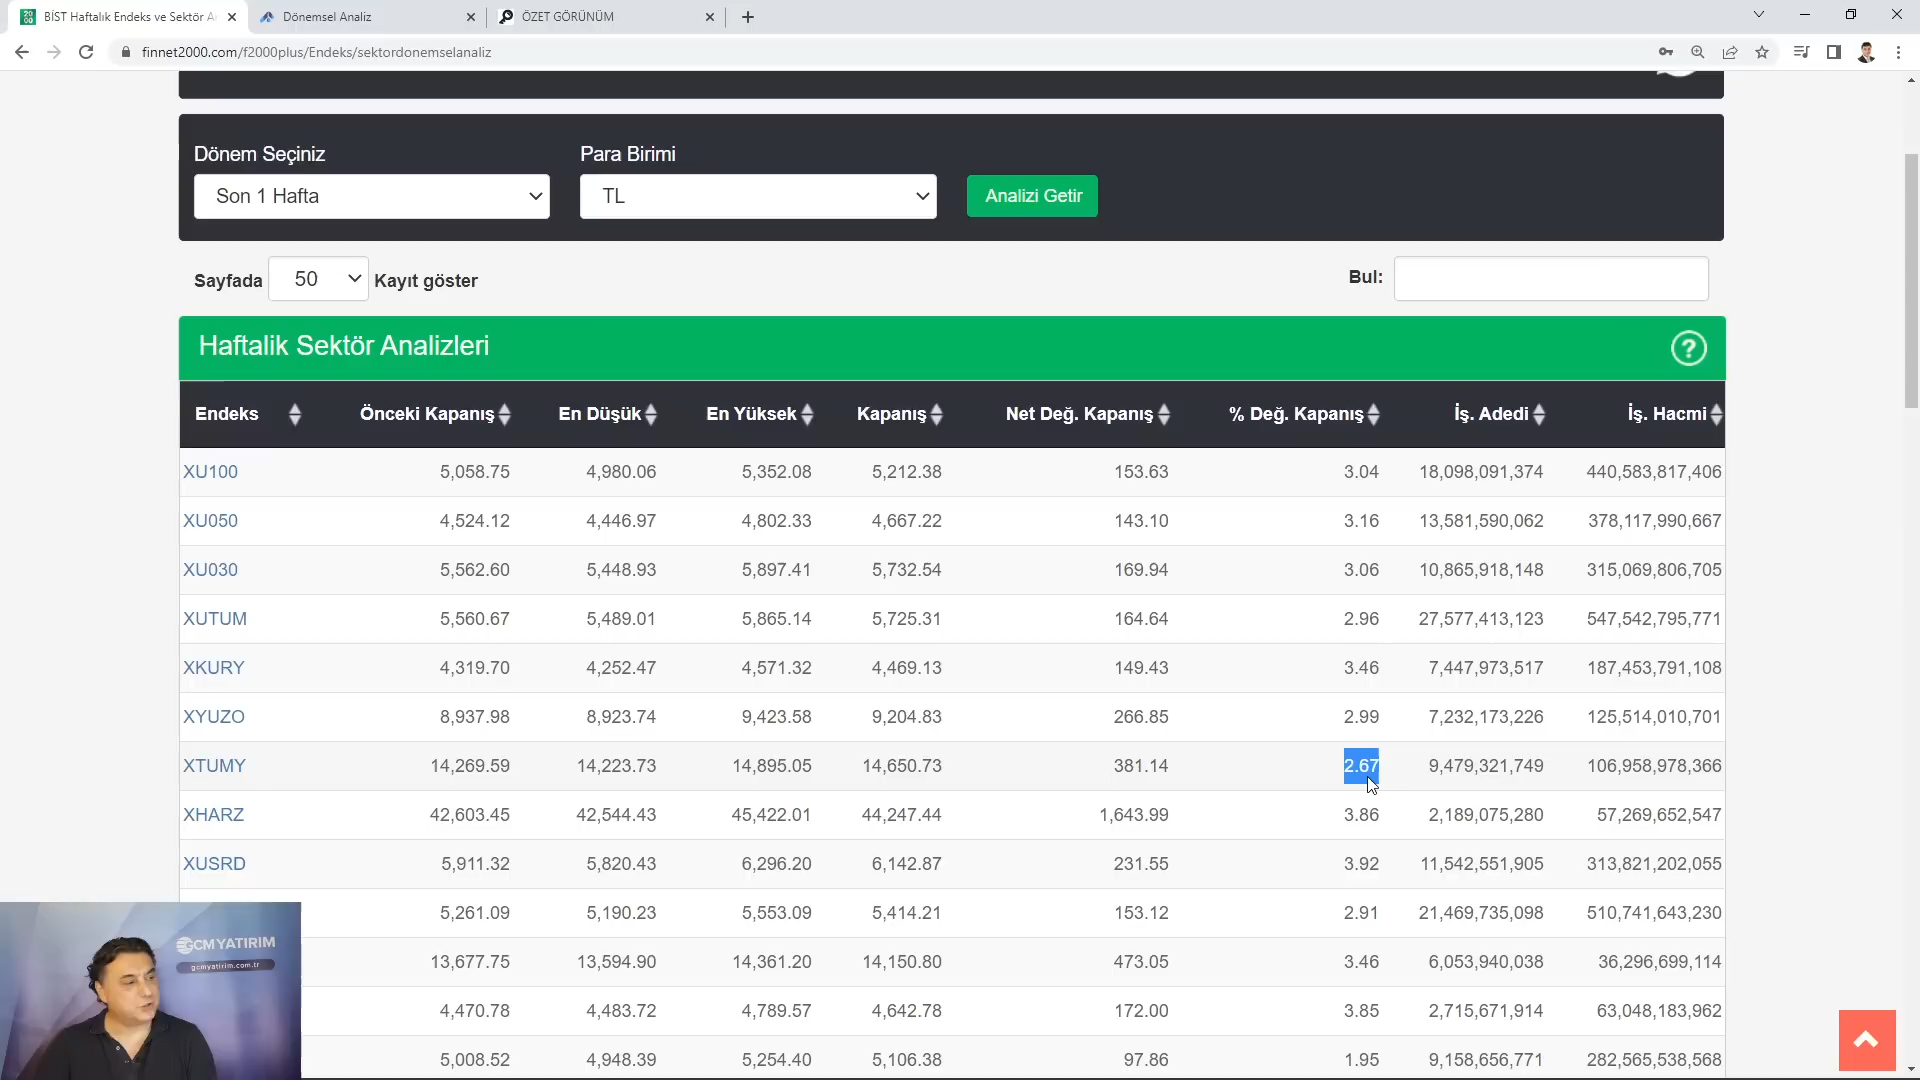 BİST Haftalık Endeks ve Sektör A
Dönemsel Analiz
ÖZET GÖRÜNÜM
finnet2000.com/f2000plus/Endeks/sektordonemselanaliz
Dönem Seçiniz
Para Birimi
Son 1 Hafta
TL
Analizi Getir
Sayfada 50 Kayıt göster
Bul:
Haftalik Sektör Analizleri
?
Endeks Önceki Kapanış En Düşük En Yüksek Kapanış Net Değ. Kapanış % Değ. Kapanış İş. Adedi İş. Hacmi
XU100 5,058.75 4,980.06 5,352.08 5,212.38 153.63 3.04 18,098,091,374 440,583,817,406
XU050 4,524.12 4,446.97 4,802.33 4,667.22 143.10 3.16 13,581,590,062 378,117,990,667
XU030 5,562.60 5,448.93 5,897.41 5,732.54 169.94 3.06 10,865,918,148 315,069,806,705
XUTUM 5,560.67 5,489.01 5,865.14 5,725.31 164.64 2.96 27,577,413,123 547,542,795,771
XKURY 4,319.70 4,252.47 4,571.32 4,469.13 149.43 3.46 7,447,973,517 187,453,791,108
XYUZO 8,937.98 8,923.74 9,423.58 9,204.83 266.85 2.99 7,232,173,226 125,514,010,701
XTUMY 14,269.59 14,223.73 14,895.05 14,650.73 381.14 2.67 9,479,321,749 106,958,978,366
XHARZ 42,603.45 42,544.43 45,422.01 44,247.44 1,643.99 3.86 2,189,075,280 57,269,652,547
XUSRD 5,911.32 5,820.43 6,296.20 6,142.87 231.55 3.92 11,542,551,905 313,821,202,055
5,261.09 5,190.23 5,553.09 5,414.21 153.12 2.91 21,469,735,098 510,741,643,230
13,677.75 13,594.90 14,361.20 14,150.80 473.05 3.46 6,053,940,038 36,296,699,114
4,470.78 4,483.72 4,789.57 4,642.78 172.00 3.85 2,715,671,914 63,048,183,962
5,008.52 4,948.39 5,254.40 5,106.38 97.86 1.95 9,158,656,771 282,565,538,568
GCM YATIRIM
gcmyatirim.com.tr